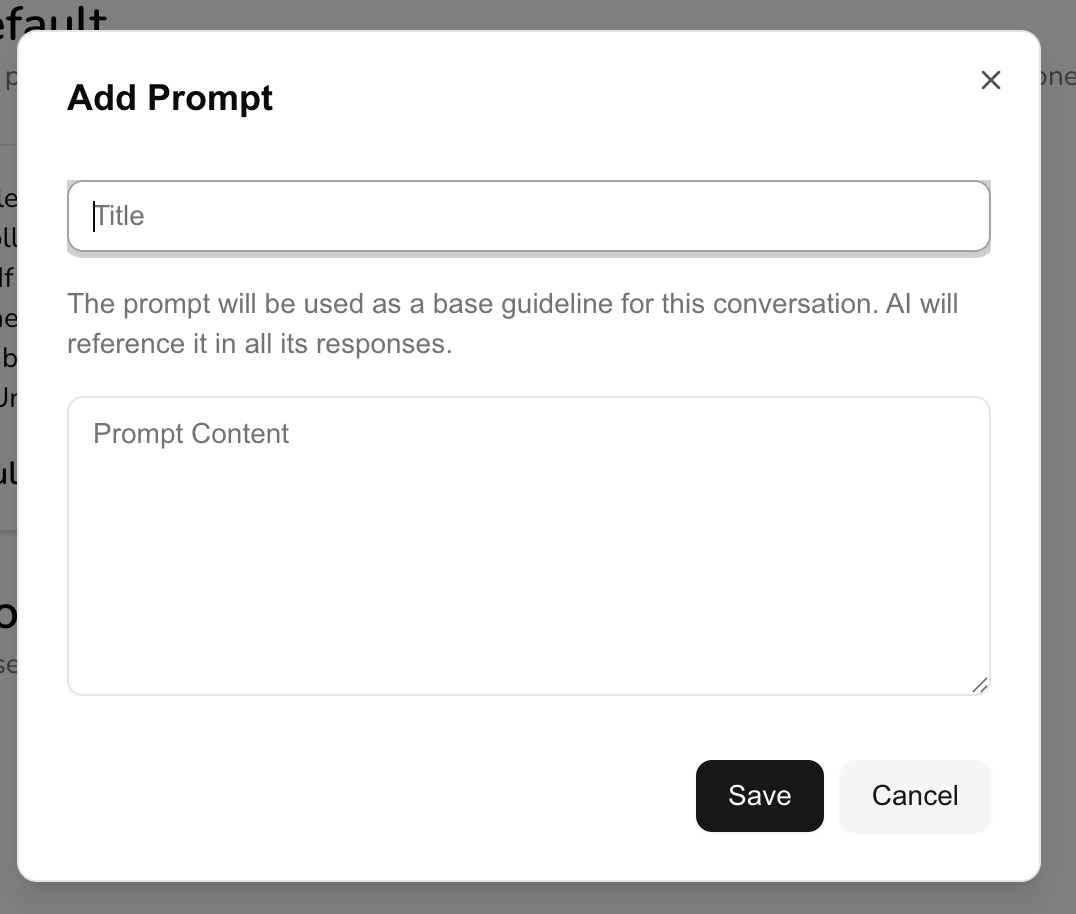 Add Prompt
Title
The prompt will be used as a base guideline for this conversation. AI will
reference it in all its responses.
Prompt Content
Save
Cancel